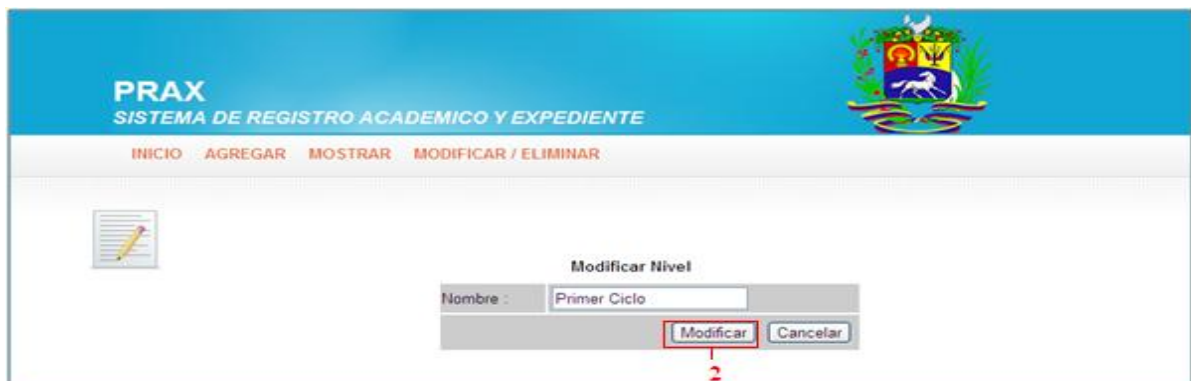 PRAX
SISTEMA DE REGISTRO ACADEMICO Y EXPEDIENTE
INICIO AGREGAR MOSTRAR MODIFICAR / ELIMINAR
Modificar Nivel
Nombre : Primer Ciclo
Modificar Cancelar
2